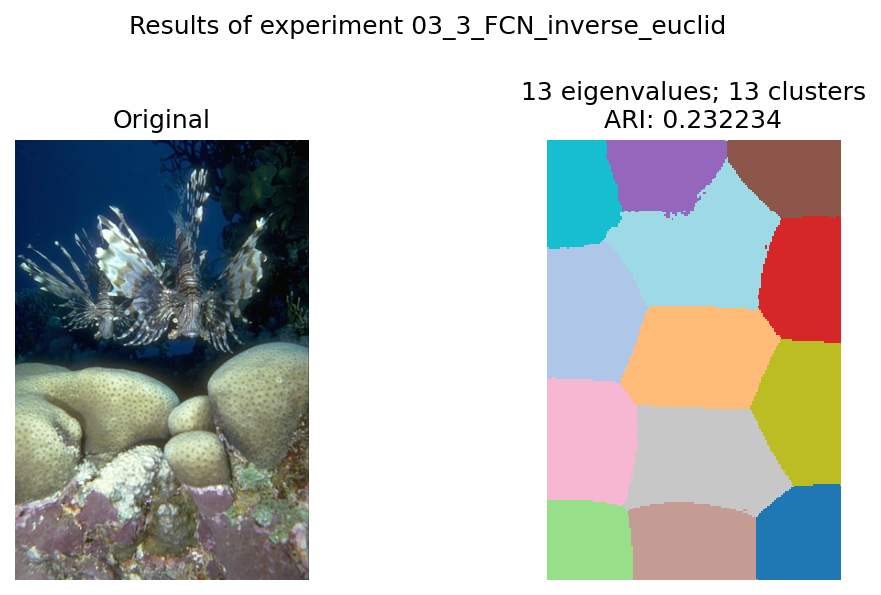 Results of experiment 03_3_FCN_inverse_euclid
Original
13 eigenvalues; 13 clusters
ARI: 0.232234